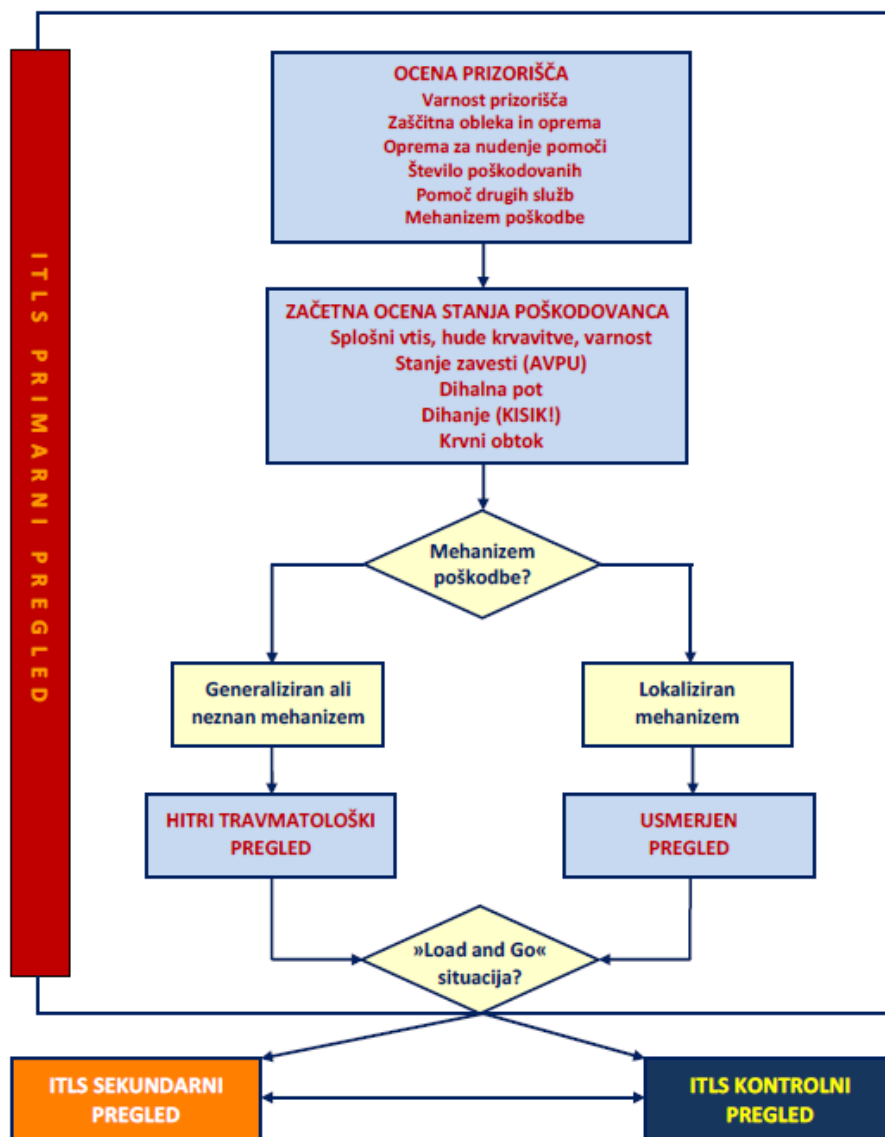 ITLS PRIMARNI PREGLED
OCENA PRIZORIŠČA
Varnost prizorišča
Zaščitna obleka in oprema
Oprema za nudenje pomoči
Število poškodovanih
Pomoč drugih služb
Mehanizem poškodbe
ZAČETNA OCENA STANJA POŠKODOVANCA
Splošni vtis, hude krvavitve, varnost
Stanje zavesti (AVPU)
Dihalna pot
Dihanje (KISIK!)
Krvni obtok
Mehanizem
poškodbe?
Generaliziran ali
neznan mehanizem
Lokaliziran
mehanizem
HITRI TRAVMATOLOŠKI
PREGLED
USMERJEN
PREGLED
»Load and Go«
situacija?
ITLS SEKUNDARNI
PREGLED
ITLS KONTROLNI
PREGLED